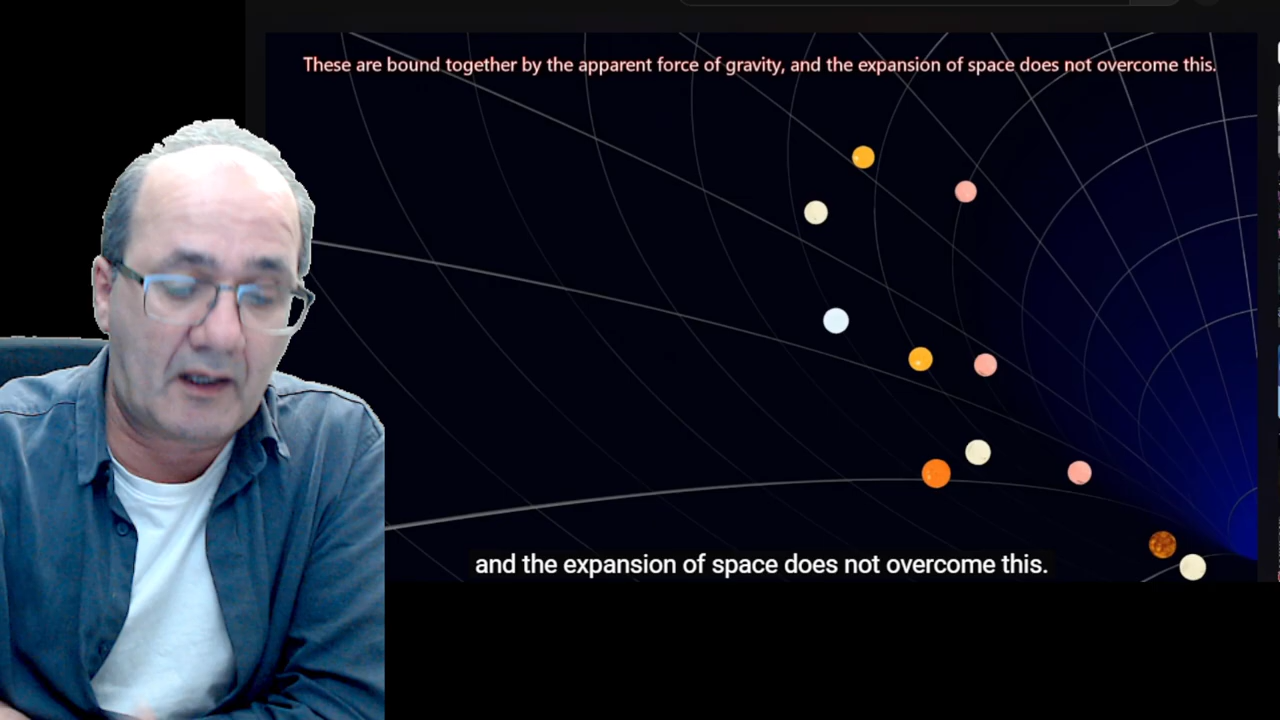 These are bound together by the apparent force of gravity, and the expansion of space does not overcome this.
and the expansion of space does not overcome this.